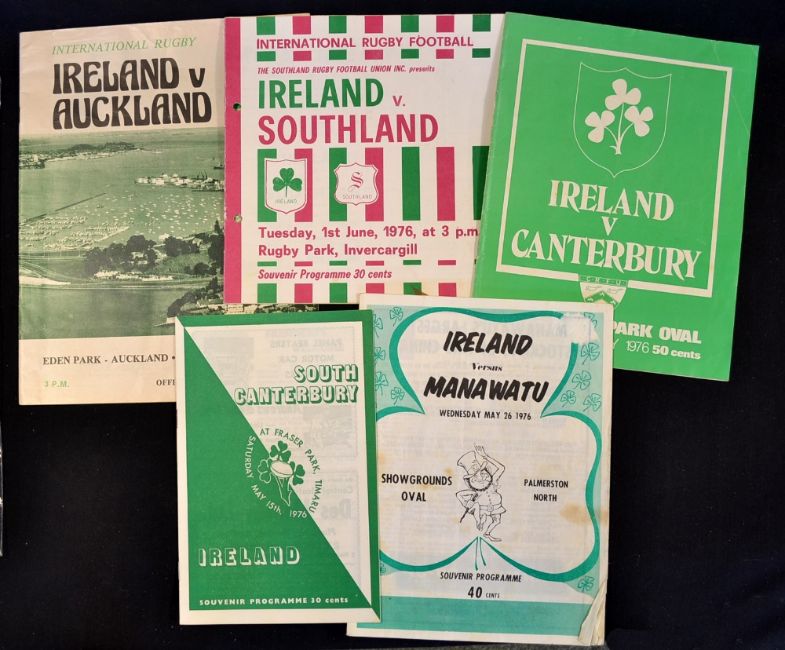 INTERNATIONAL RUGBY
IRELAND V
AUCKLAND
EDEN PARK - AUCKLAND •
3 P.M.
INTERNATIONAL RUGBY FOOTBALL
THE SOUTHLAND RUGBY FOOTBALL UNION INC. presents
IRELAND v.
SOUTHLAND
IRELAND
S
SOUTHLAND
Tuesday, 1st June, 1976, at 3 p.m.
Rugby Park, Invercargill
Souvenir Programme 30 cents
IRELAND
V
CANTERBURY
PARK OVAL
1976 50 cents
SOUTH
CANTERBURY
AT FRASER PARK, TIMARU
SATURDAY MAY 15th, 1976
IRELAND
SOUVENIR PROGRAMME 30 cents
IRELAND
Versus
MANAWATU
WEDNESDAY MAY 26 1976
SHOWGROUNDS
OVAL
PALMERSTON
NORTH
SOUVENIR PROGRAMME
40 CENTS